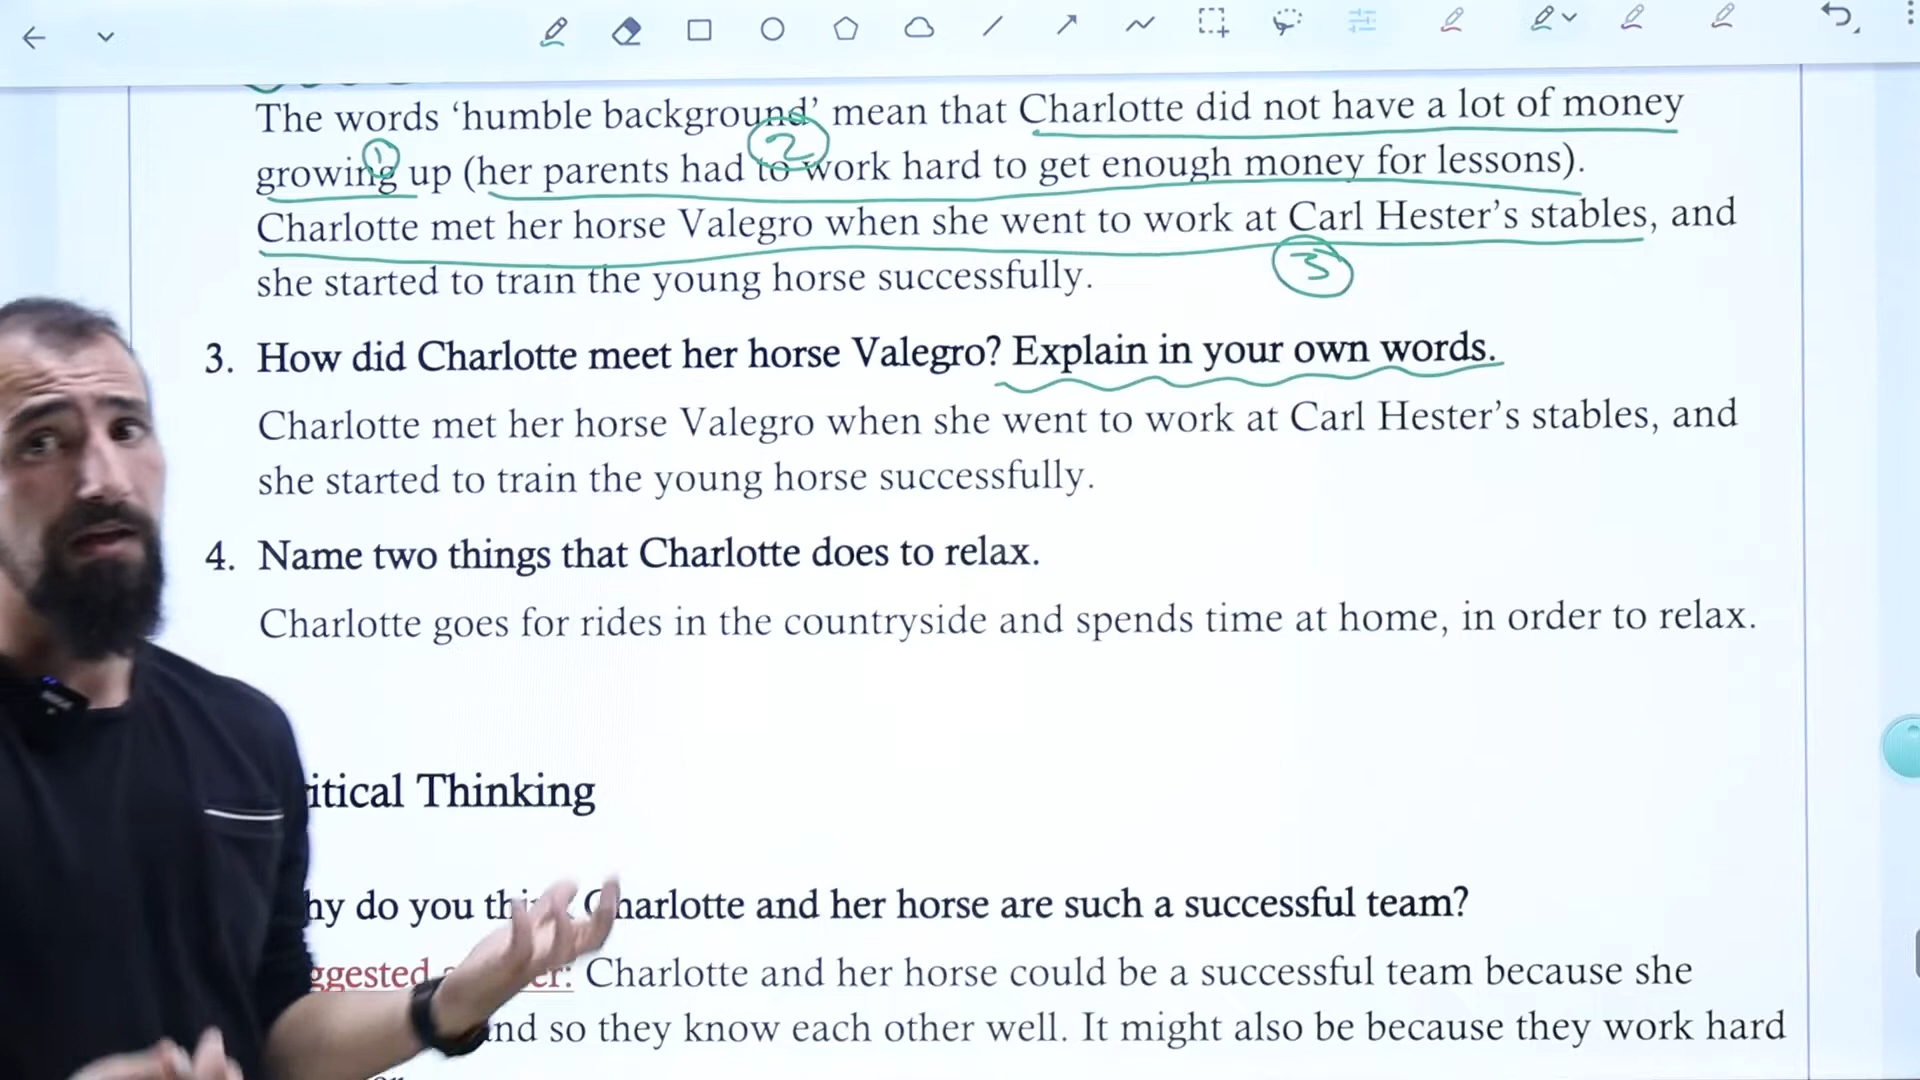 The words ‘humble background’ mean that Charlotte did not have a lot of money
growing up (her parents had to work hard to get enough money for lessons).
Charlotte met her horse Valegro when she went to work at Carl Hester’s stables, and
she started to train the young horse successfully.
1
2
3
3. How did Charlotte meet her horse Valegro? Explain in your own words.
Charlotte met her horse Valegro when she went to work at Carl Hester’s stables, and
she started to train the young horse successfully.
4. Name two things that Charlotte does to relax.
Charlotte goes for rides in the countryside and spends time at home, in order to relax.
itical Thinking
hy do you thi Charlotte and her horse are such a successful team?
ggested er: Charlotte and her horse could be a successful team because she
nd so they know each other well. It might also be because they work hard